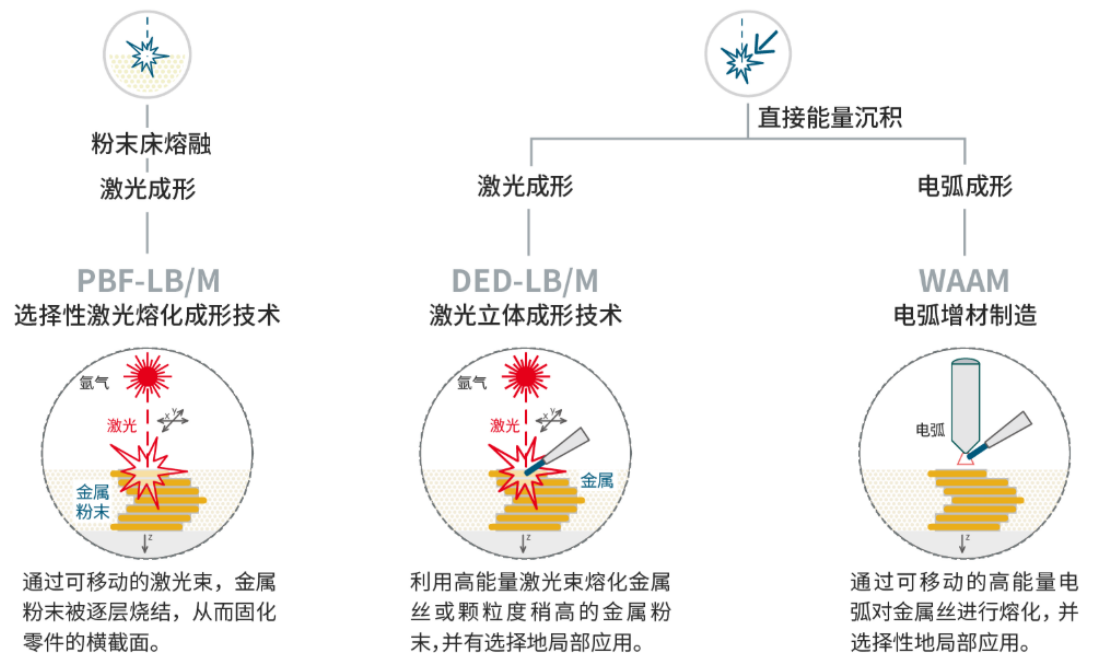 粉末床熔融
激光成形
PBF-LB/M
选择性激光熔化成形技术
氩气
X Y
激光
金属
粉末
z
通过可移动的激光束，金属
粉末被逐层烧结，从而固化
零件的横截面。
直接能量沉积
激光成形
DED-LB/M
激光立体成形技术
氩气
X Y
激光
金属
z
利用高能量激光束熔化金属
丝或颗粒度稍高的金属粉
末，并有选择地局部应用。
电弧成形
WAAM
电弧增材制造
电弧
z
通过可移动的高能量电
弧对金属丝进行熔化，并
选择性地局部应用。